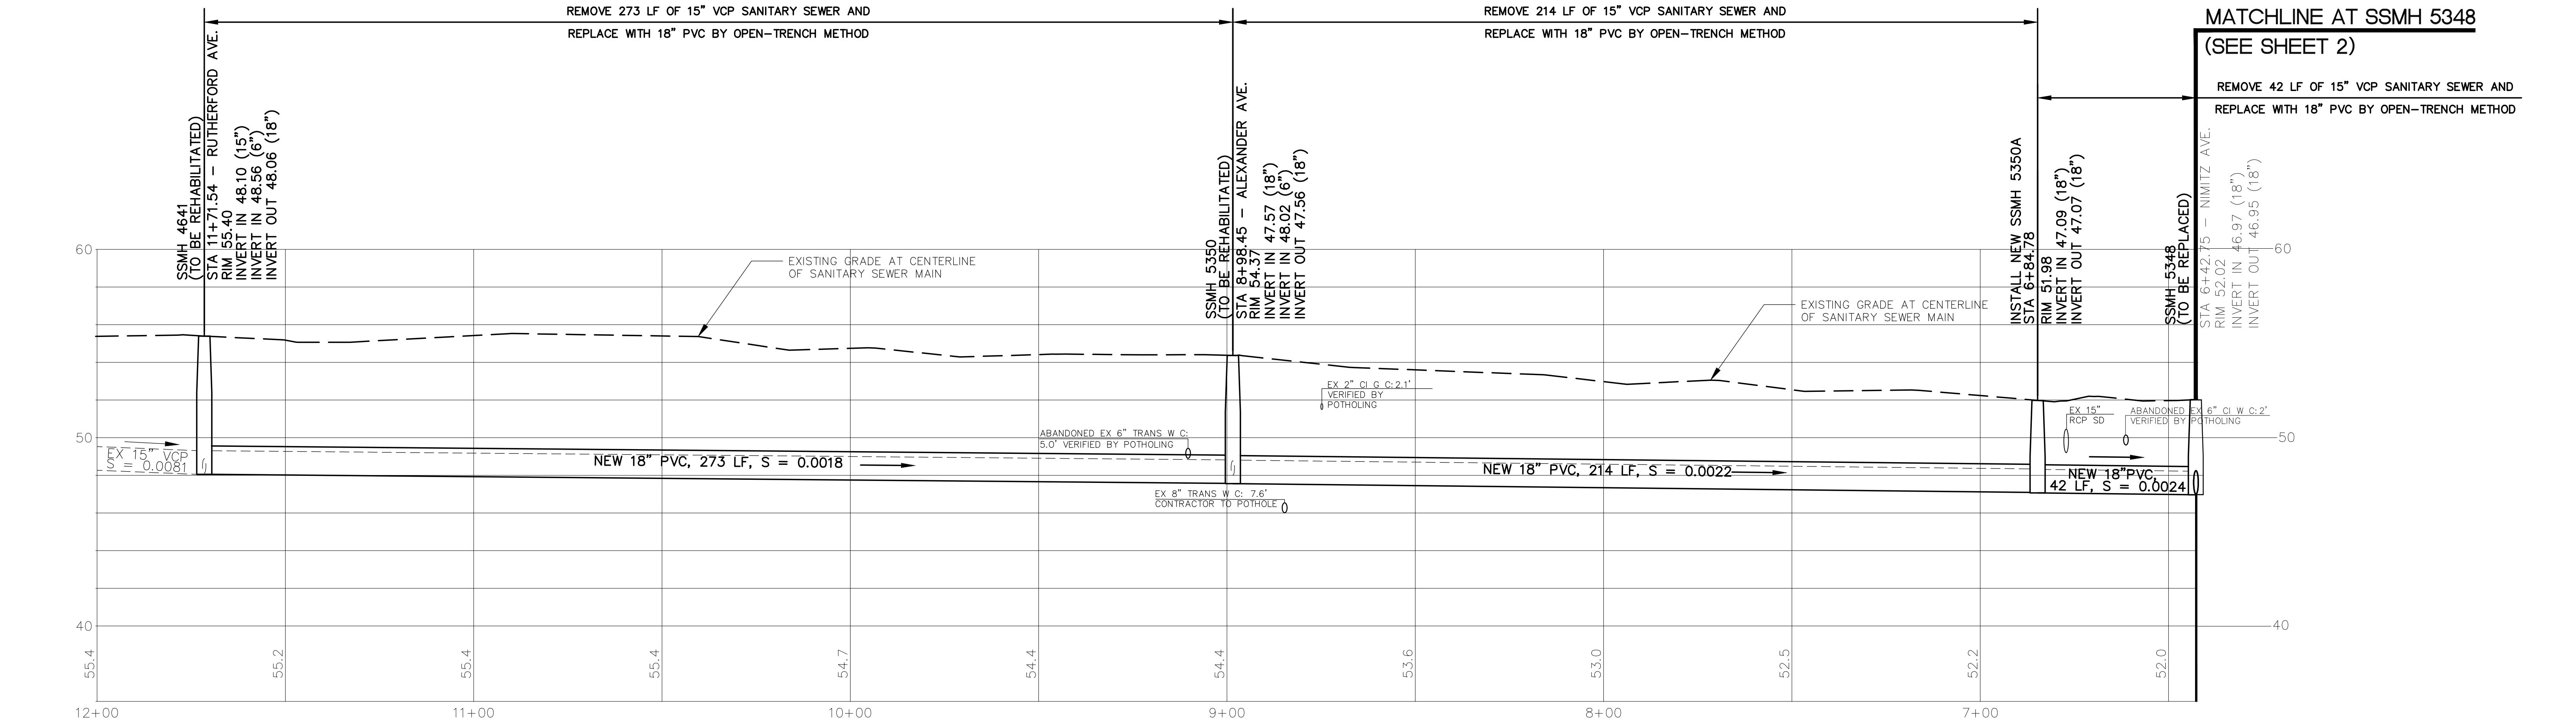 REMOVE 273 LF OF 15" VCP SANITARY SEWER AND
REPLACE WITH 18" PVC BY OPEN-TRENCH METHOD
REMOVE 214 LF OF 15" VCP SANITARY SEWER AND
REPLACE WITH 18" PVC BY OPEN-TRENCH METHOD
MATCHLINE AT SSMH 5348
(SEE SHEET 2)
REMOVE 42 LF OF 15" VCP SANITARY SEWER AND
REPLACE WITH 18" PVC BY OPEN-TRENCH METHOD
SSMH 4641
(TO BE REHABILITATED)
STA 11+71.54 - RUTHERFORD AVE.
RIM 55.40
INVERT IN 48.10 (15")
INVERT IN 48.56 (6")
INVERT OUT 48.06 (18")
SSMH 5350
(TO BE REHABILITATED)
STA 8+98.45 - ALEXANDER AVE.
RIM 54.37
INVERT IN 47.57 (18")
INVERT IN 48.02 (6")
INVERT OUT 47.56 (18")
INSTALL NEW SSMH 5350A
STA 6+84.78
RIM 51.98
INVERT IN 47.09 (18")
INVERT OUT 47.07 (18")
SSMH 5348
(TO BE REPLACED)
STA 6+42.75 - NIMITZ AVE.
RIM 52.02
INVERT IN 46.97 (18")
INVERT OUT 46.95 (18")
60
60
EXISTING GRADE AT CENTERLINE
OF SANITARY SEWER MAIN
EXISTING GRADE AT CENTERLINE
OF SANITARY SEWER MAIN
EX 2" CI G C:2.1'
VERIFIED BY
POTHOLING
EX 15"
RCP SD
ABANDONED EX 6" CI W C:2'
VERIFIED BY POTHOLING
ABANDONED EX 6" TRANS W C:
5.0' VERIFIED BY POTHOLING
50
50
EX 15" VCP
S = 0.0081
NEW 18" PVC, 273 LF, S = 0.0018
NEW 18" PVC, 214 LF, S = 0.0022
NEW 18"PVC,
42 LF, S = 0.0024
EX 8" TRANS W C: 7.6'
CONTRACTOR TO POTHOLE
40
40
55.4
55.2
55.4
55.4
54.7
54.4
54.4
53.6
53.0
52.5
52.2
52.0
12+00
11+00
10+00
9+00
8+00
7+00